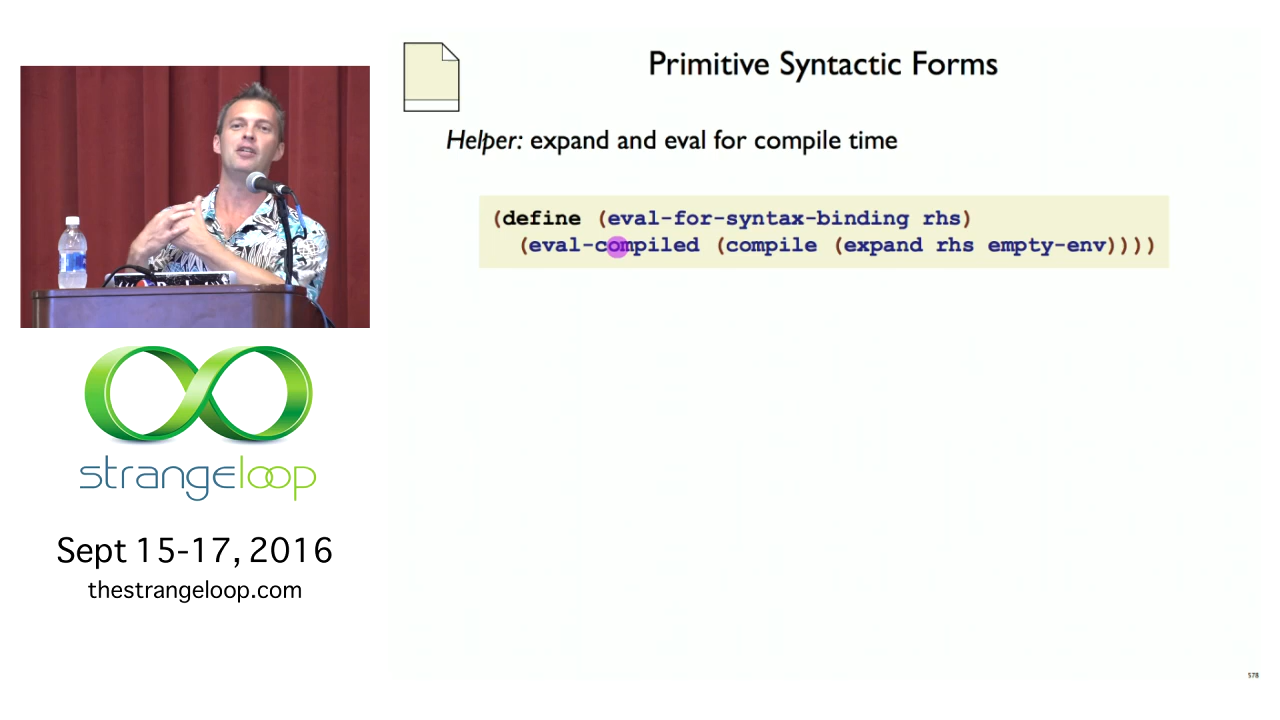 Primitive Syntactic Forms
Helper: expand and eval for compile time
(define (eval-for-syntax-binding rhs)
(eval-compiled (compile (expand rhs empty-env))))
strangeloop
Sept 15-17, 2016
thestrangeloop.com
578